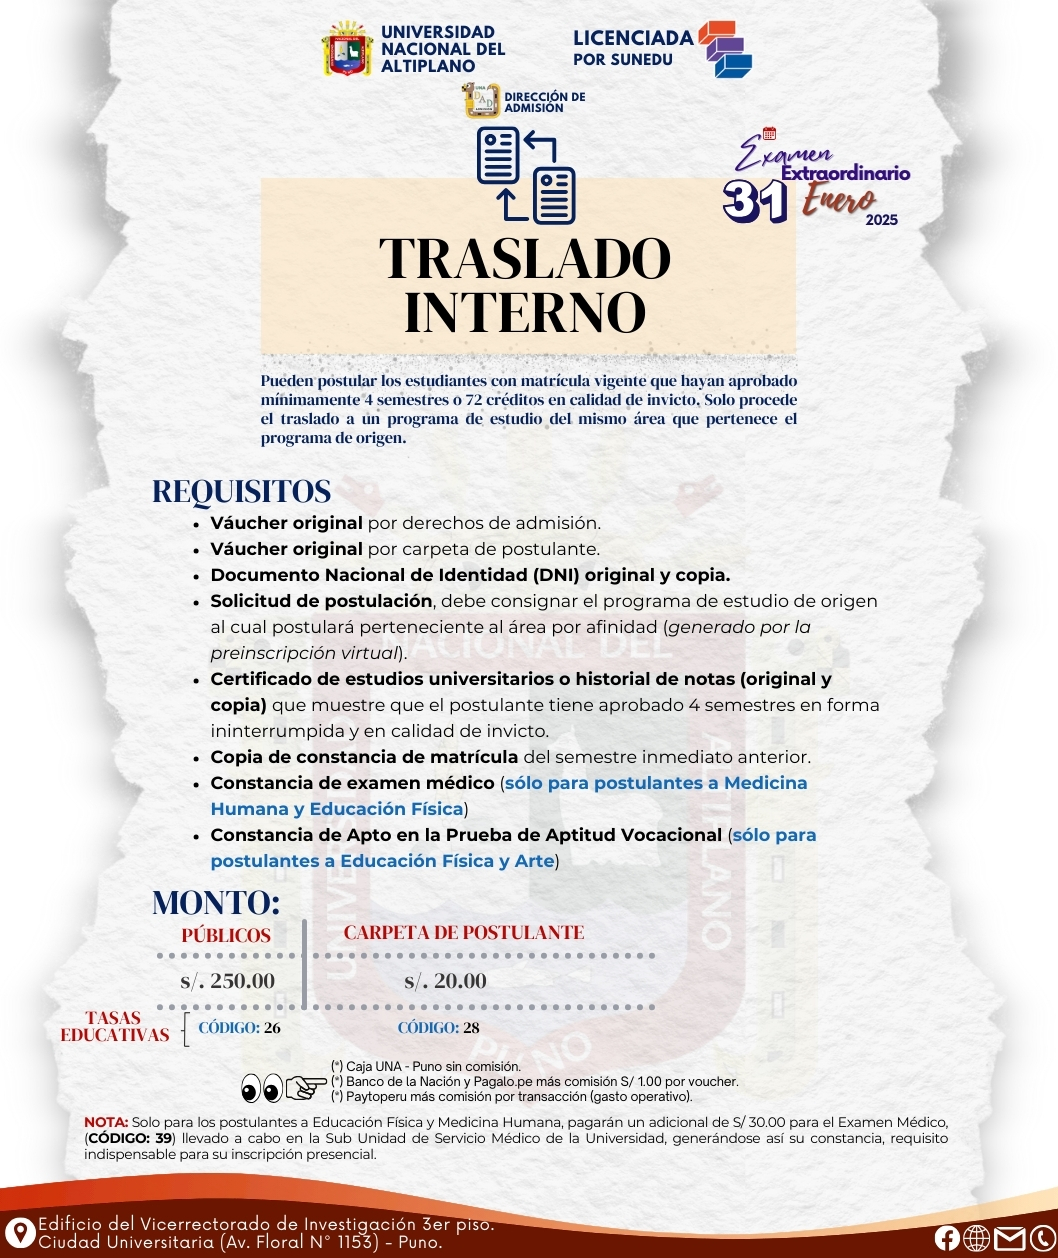 UNIVERSIDAD
NACIONAL DEL
ALTIPLANO
LICENCIADA
POR SUNEDU
DIRECCIÓN DE
ADMISIÓN
Examen
Extraordinario
31 Enero
2025
TRASLADO
INTERNO
Pueden postular los estudiantes con matrícula vigente que hayan aprobado
mínimamente 4 semestres o 72 créditos en calidad de invicto. Solo procede
el traslado a un programa de estudio del mismo área que pertenece el
programa de origen.
REQUISITOS
• Váucher original por derechos de admisión.
• Váucher original por carpeta de postulante.
• Documento Nacional de Identidad (DNI) original y copia.
• Solicitud de postulación, debe consignar el programa de estudio de origen
al cual postulará perteneciente al área por afinidad (generado por la
preinscripción virtual).
• Certificado de estudios universitarios o historial de notas (original y
copia) que muestre que el postulante tiene aprobado 4 semestres en forma
ininterrumpida y en calidad de invicto.
• Copia de constancia de matrícula del semestre inmediato anterior.
• Constancia de examen médico (sólo para postulantes a Medicina
Humana y Educación Física)
• Constancia de Apto en la Prueba de Aptitud Vocacional (sólo para
postulantes a Educación Física y Arte)
MONTO:
PÚBLICOS CARPETA DE POSTULANTE
s/. 250.00 s/. 20.00
TASAS
EDUCATIVAS
CÓDIGO: 26 CÓDIGO: 28
(*) Caja UNA - Puno sin comisión.
(*) Banco de la Nación y Pagalo.pe más comisión S/ 1.00 por voucher.
(*) Paytoperu más comisión por transacción (gasto operativo).
NOTA: Solo para los postulantes a Educación Física y Medicina Humana, pagarán un adicional de S/ 30.00 para el Examen Médico,
(CÓDIGO: 39) llevado a cabo en la Sub Unidad de Servicio Médico de la Universidad, generándose así su constancia, requisito
indispensable para su inscripción presencial.
Edificio del Vicerrectorado de Investigación 3er piso.
Ciudad Universitaria (Av. Floral N° 1153) - Puno.
UNIVERSIDAD
NACIONAL DEL
ALTIPLANO
PUNO